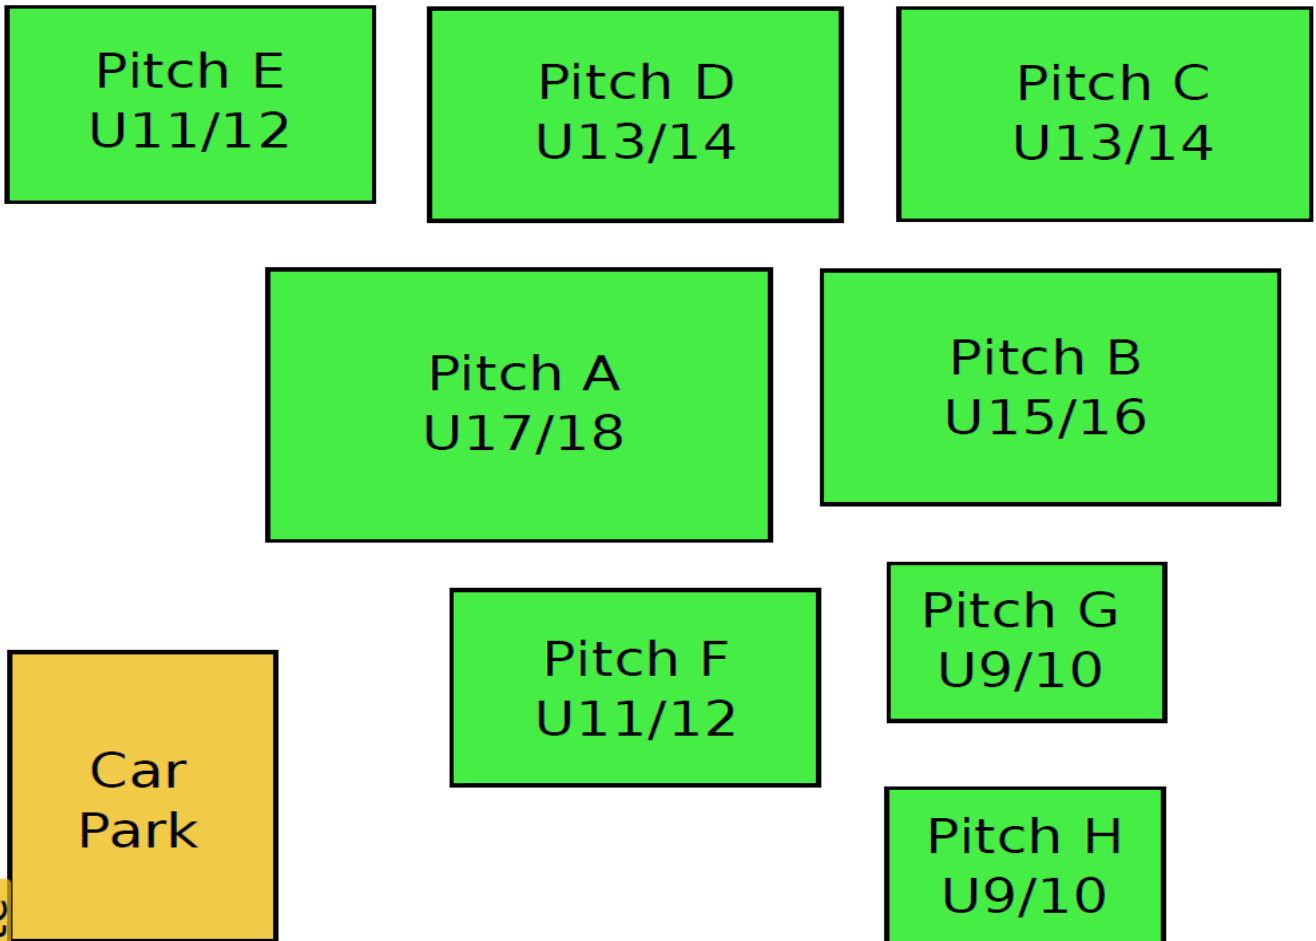 Pitch E
U11/12
Pitch D
U13/14
Pitch C
U13/14
Pitch A
U17/18
Pitch B
U15/16
Pitch F
U11/12
Pitch G
U9/10
Car
Park
Pitch H
U9/10